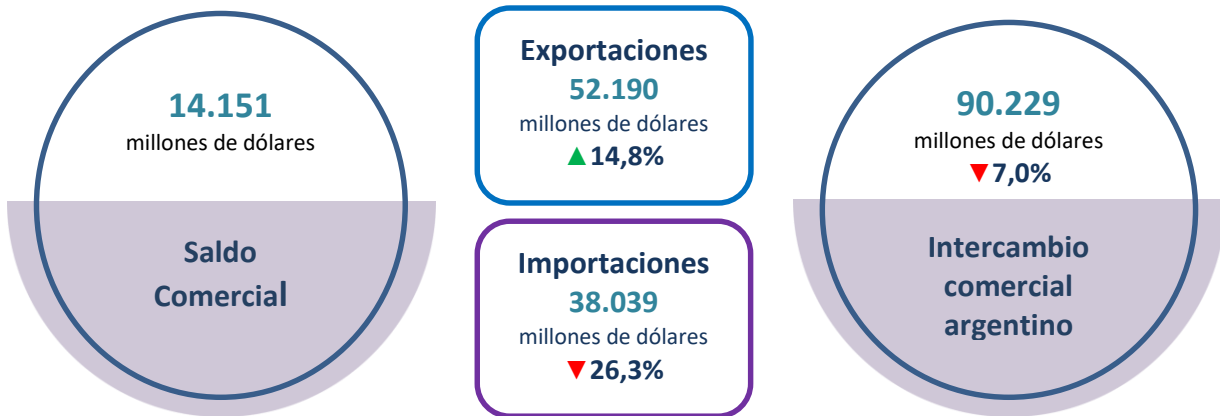 14.151
millones de dólares
Saldo
Comercial
Exportaciones
52.190
millones de dólares
▲ 14,8%
Importaciones
38.039
millones de dólares
▼ 26,3%
90.229
millones de dólares
▼ 7,0%
Intercambio
comercial
argentino